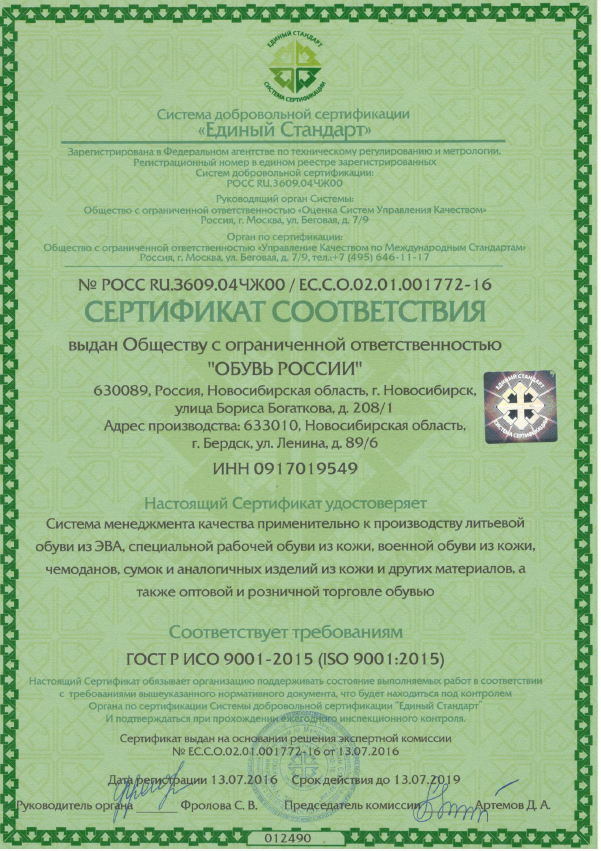 ЕДИНЫЙ СТАНДАРТ
СИСТЕМА СЕРТИФИКАЦИИ
Система добровольной сертификации
«Единый Стандарт»
Зарегистрирована в Федеральном агентстве по техническому регулированию и метрологии.
Регистрационный номер в едином реестре зарегистрированных
Систем добровольной сертификации:
РОСС RU.3609.04ЧЖ00
Руководящий орган Системы:
Общество с ограниченной ответственностью «Оценка Систем Управления Качеством»
Россия, г. Москва, ул. Беговая, д. 7/9
Орган по сертификации:
Общество с ограниченной ответственностью «Управление Качеством по Международным Стандартам»
Россия, г. Москва, ул. Беговая, д. 7/9, тел.:+7 (495) 646-11-17
№ РОСС RU.3609.04ЧЖ00 / ЕС.С.О.02.01.001772-16
СЕРТИФИКАТ СООТВЕТСТВИЯ
выдан Обществу с ограниченной ответственностью
"ОБУВЬ РОССИИ"
630089, Россия, Новосибирская область, г. Новосибирск,
улица Бориса Богаткова, д. 208/1
Адрес производства: 633010, Новосибирская область,
г. Бердск, ул. Ленина, д. 89/6
ИНН 0917019549
ЕДИНЫЙ СТАНДАРТ
СИСТЕМА СЕРТИФИКАЦИИ
Настоящий Сертификат удостоверяет
Система менеджмента качества применительно к производству литьевой
обуви из ЭВА, специальной рабочей обуви из кожи, военной обуви из кожи,
чемоданов, сумок и аналогичных изделий из кожи и других материалов, а
также оптовой и розничной торговле обувью
Соответствует требованиям
ГОСТ Р ИСО 9001-2015 (ISO 9001:2015)
Настоящий Сертификат обязывает организацию поддерживать состояние выполняемых работ в соответствии
с требованиями вышеуказанного нормативного документа, что будет находиться под контролем
Органа по сертификации Системы добровольной сертификации "Единый Стандарт"
И подтверждаться при прохождении ежегодного инспекционного контроля.
Сертификат выдан на основании решения экспертной комиссии
№ ЕС.С.О.02.01.001772-16 от 13.07.2016
Дата регистрации 13.07.2016 Срок действия до 13.07.2019
Руководитель органа ______ Фролова С. В. Председатель комиссии Артемов Д. А.
012490